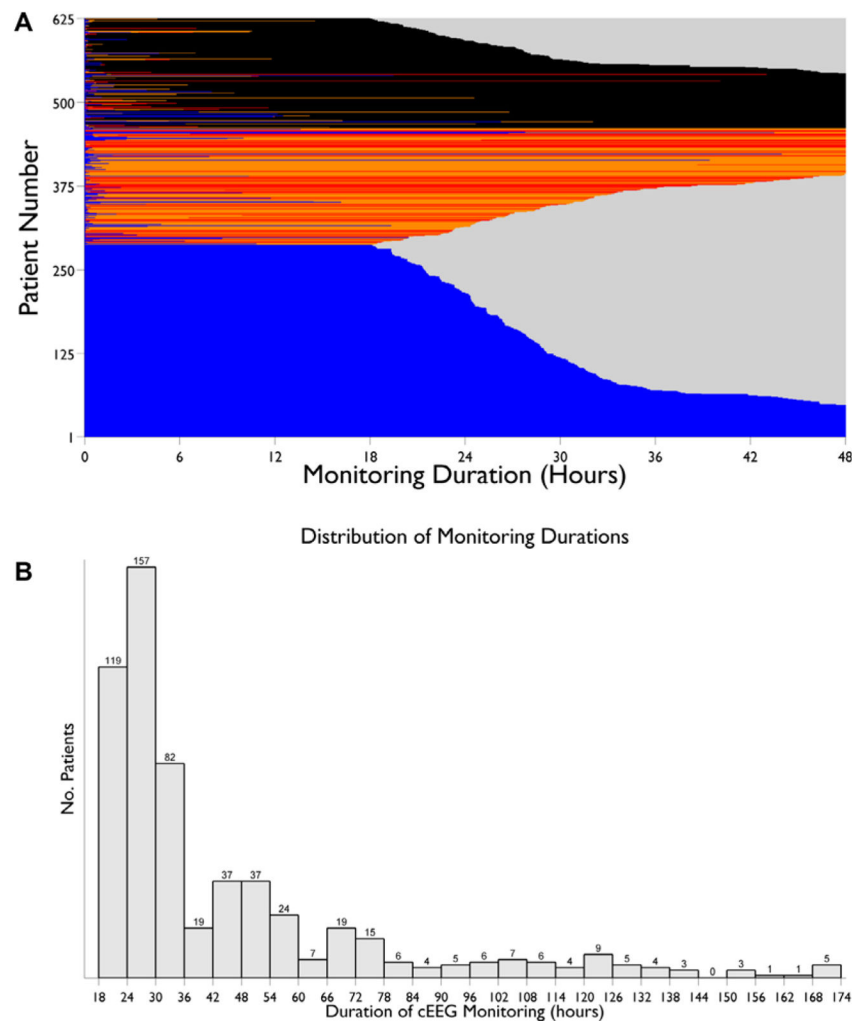 A
625
500
375
250
125
1
Patient Number
0 6 12 18 24 30 36 42 48
Monitoring Duration (Hours)
Distribution of Monitoring Durations
B
No. Patients
119 157 82 19 37 37 24 7 19 15 6 4 5 6 7 6 4 9 5 4 3 0 3 1 1 5
18 24 30 36 42 48 54 60 66 72 78 84 90 96 102 108 114 120 126 132 138 144 150 156 162 168 174
Duration of cEEG Monitoring (hours)